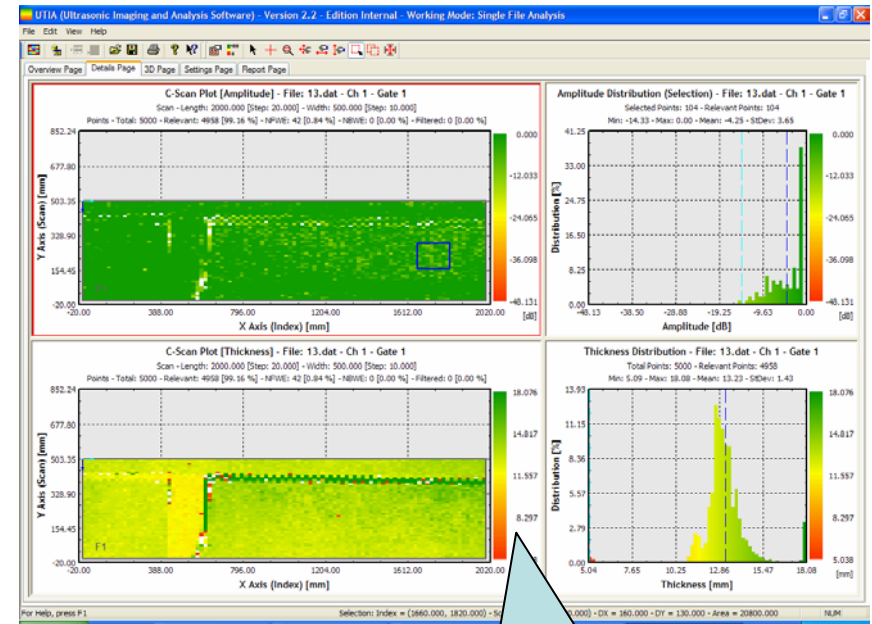 UTIA (Ultrasonic Imaging and Analysis Software) - Version 2.2 - Edition Internal - Working Mode: Single File Analysis
File Edit View Help
Overview Page Details Page 3D Page Settings Page Report Page
C-Scan Plot [Amplitude] - File: 13.dat - Ch 1 - Gate 1
Scan - Length: 2000.000 [Step: 20.000] - Width: 500.000 [Step: 10.000]
Points - Total: 5000 - Relevant: 4958 [99.16 %] - NFWE: 42 [0.84 %] - NBWE: 0 [0.00 %] - Filtered: 0 [0.00 %]
852.24
677.80
503.35
328.90
154.45
-20.00
Y Axis (Scan) [mm]
-20.00 388.00 796.00 1204.00 1612.00 2020.00
X Axis (Index) [mm]
0.000
-12.033
-24.065
-36.098
-48.131
[dB]
Amplitude Distribution (Selection) - File: 13.dat - Ch 1 - Gate 1
Selected Points: 104 - Relevant Points: 104
Min: -14.33 - Max: 0.00 - Mean: -4.25 - StDev: 3.65
41.25
33.00
24.75
16.50
8.25
0.00
Distribution [%]
-48.13 -38.50 -28.88 -19.25 -9.63 0.00
Amplitude [dB]
0.000
-12.033
-24.065
-36.098
-48.131
[dB]
C-Scan Plot [Thickness] - File: 13.dat - Ch 1 - Gate 1
Scan - Length: 2000.000 [Step: 20.000] - Width: 500.000 [Step: 10.000]
Points - Total: 5000 - Relevant: 4958 [99.16 %] - NFWE: 42 [0.84 %] - NBWE: 0 [0.00 %] - Filtered: 0 [0.00 %]
852.24
677.80
503.35
328.90
154.45
-20.00
Y Axis (Scan) [mm]
F1
-20.00 388.00 796.00 1204.00 1612.00 2020.00
X Axis (Index) [mm]
18.076
14.817
11.557
8.297
Thickness Distribution - File: 13.dat - Ch 1 - Gate 1
Total Points: 5000 - Relevant Points: 4958
Min: 5.09 - Max: 18.08 - Mean: 13.23 - StDev: 1.43
13.93
11.15
8.36
5.57
2.79
0.00
Distribution [%]
5.04 7.65 10.25 12.86 15.47 18.08
Thickness [mm]
18.076
14.817
11.557
8.297
5.038
[mm]
For Help, press F1
Selection: Index = (1660.000, 1820.000) - .000) - DX = 160.000 - DY = 130.000 - Area = 20800.000
NUM